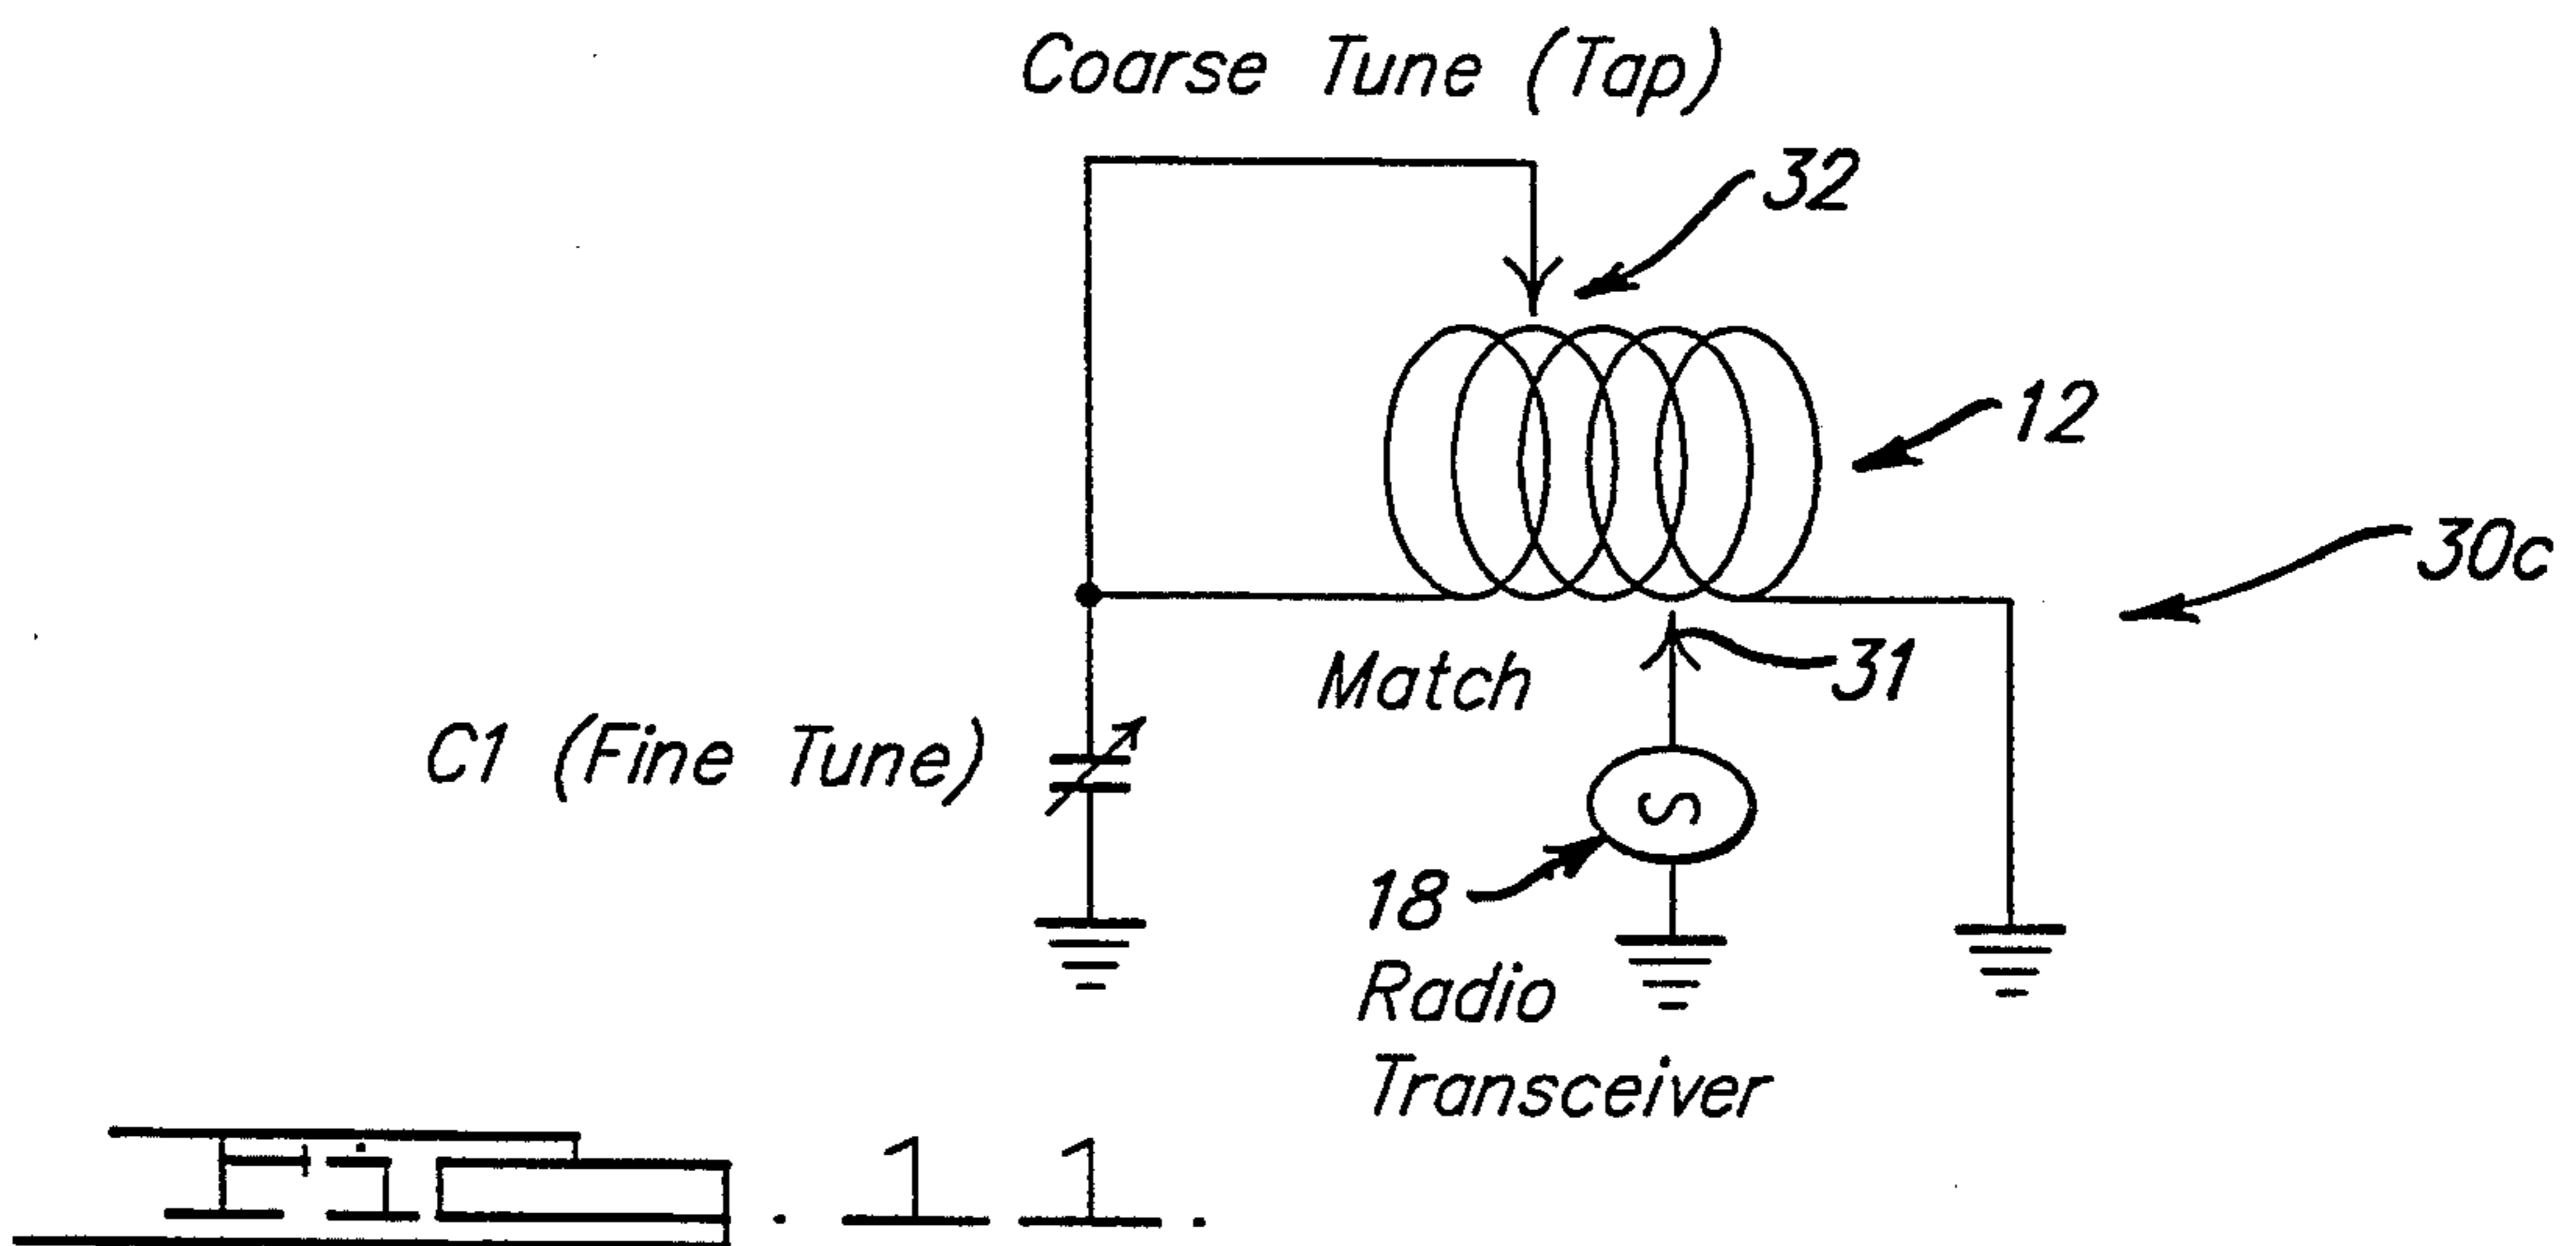 Coarse Tune (Tap)
32
12
30c
31
Match
C1 (Fine Tune)
S
18
Radio
Transceiver
Fig. 11.